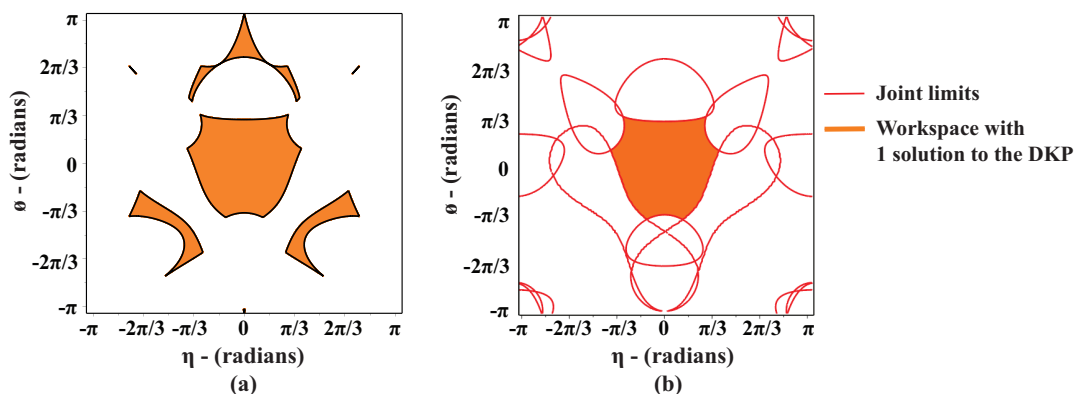 π
2π/3
π/3
0
-π/3
-2π/3
-π
ø - (radians)
-π -2π/3 -π/3 0 π/3 2π/3 π
η - (radians)
(a)
π
2π/3
π/3
0
-π/3
-2π/3
-π
ø - (radians)
-π -2π/3 -π/3 0 π/3 2π/3 π
η - (radians)
(b)
Joint limits
Workspace with
1 solution to the DKP